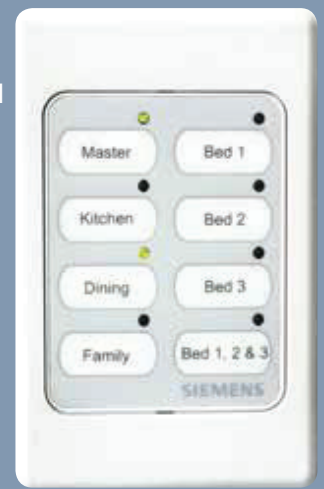 Master
Bed 1
Kitchen
Bed 2
Dining
Bed 3
Family
Bed 1, 2 & 3
SIEMENS